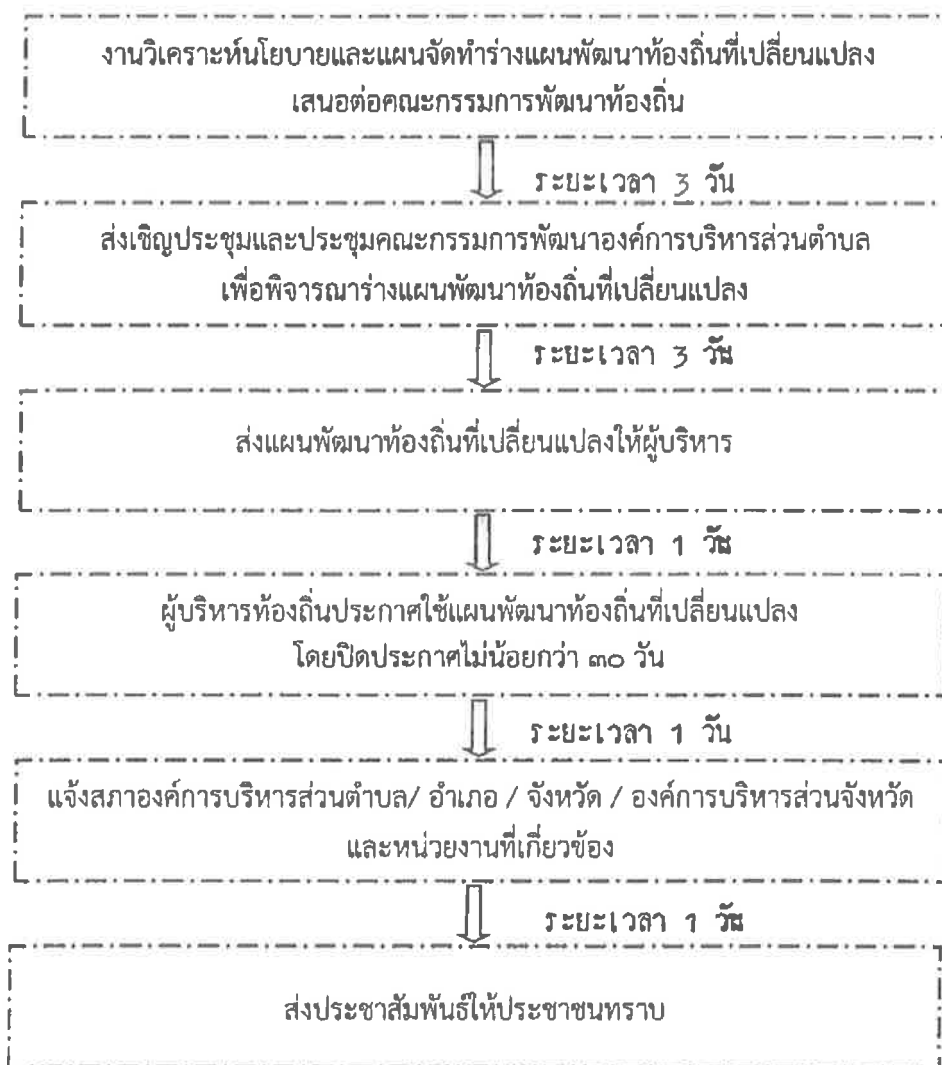 งานวิเคราะห์นโยบายและแผนจัดทำร่างแผนพัฒนาท้องถิ่นที่เปลี่ยนแปลง
เสนอต่อคณะกรรมการพัฒนาท้องถิ่น
ระยะเวลา 3 วัน
ส่งเชิญประชุมและประชุมคณะกรรมการพัฒนาองค์การบริหารส่วนตำบล
เพื่อพิจารณาร่างแผนพัฒนาท้องถิ่นที่เปลี่ยนแปลง
ระยะเวลา 3 วัน
ส่งแผนพัฒนาท้องถิ่นที่เปลี่ยนแปลงให้ผู้บริหาร
ระยะเวลา 1 วัน
ผู้บริหารท้องถิ่นประกาศใช้แผนพัฒนาท้องถิ่นที่เปลี่ยนแปลง
โดยปิดประกาศไม่น้อยกว่า ๓๐ วัน
ระยะเวลา 1 วัน
แจ้งสภาองค์การบริหารส่วนตำบล/ อำเภอ / จังหวัด / องค์การบริหารส่วนจังหวัด
และหน่วยงานที่เกี่ยวข้อง
ระยะเวลา 1 วัน
ส่งประชาสัมพันธ์ให้ประชาชนทราบ